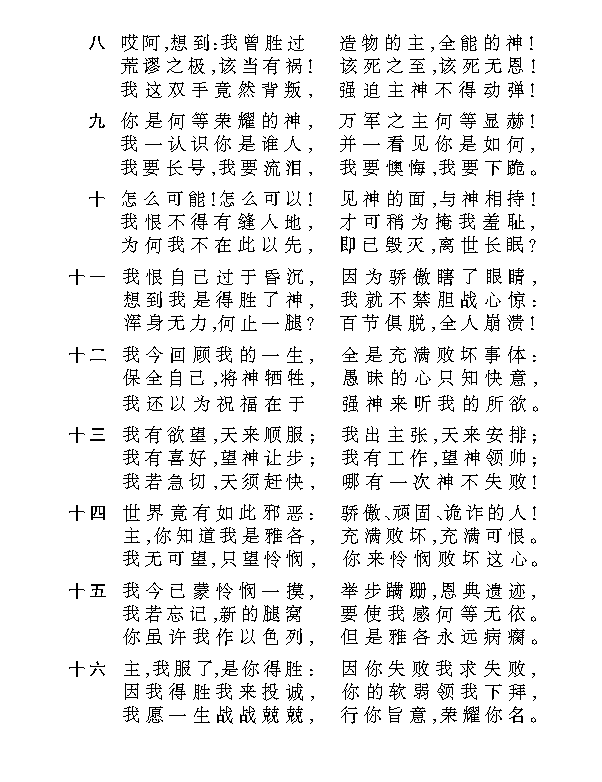 八 哎阿,想到:我曾胜过 造物的主,全能的神!
荒谬之极,该当有祸! 该死之至,该死无恩!
我这双手竟然背叛, 强迫主神不得动弹!
九 你是何等荣耀的神, 万军之主何等显赫!
我一认识你是谁人, 并一看见你是如何,
我要长号,我要流泪, 我要懊悔,我要下跪。
十 怎么可能!怎么可以! 见神的面,与神相持!
我恨不得有缝人地, 才可稍为掩我羞耻,
为何我不在此以先, 即已毁灭,离世长眠?
十一 我恨自己过于昏沉, 因为骄傲瞎了眼睛,
想到我是得胜了神, 我就不禁胆战心惊:
浑身无力,何止一腿? 百节俱脱,全人崩溃!
十二 我今回顾我的一生, 全是充满败坏事体:
保全自己,将神牺牲, 愚昧的心只知快意,
我还以为祝福在于 强神来听我的所欲。
十三 我有欲望,天来顺服; 我出主张,天来安排;
我有喜好,望神让步; 我有工作,望神领帅;
我若急切,天须赶快, 哪有一次神不失败!
十四 世界竟有如此邪恶: 骄傲、顽固、诡诈的人!
主,你知道我是雅各, 充满败坏,充满可恨。
我无可望,只望怜悯, 你来怜悯败坏这心。
十五 我今已蒙怜悯一摸, 举步蹒跚,恩典遗迹,
我若忘记,新的腿窝 要使我感何等无依。
你虽许我作以色列, 但是雅各永远病瘸。
十六 主,我服了,是你得胜: 因你失败我求失败,
因我得胜我来投诚, 你的软弱领我下拜,
我愿一生战战兢兢, 行你旨意,荣耀你名。